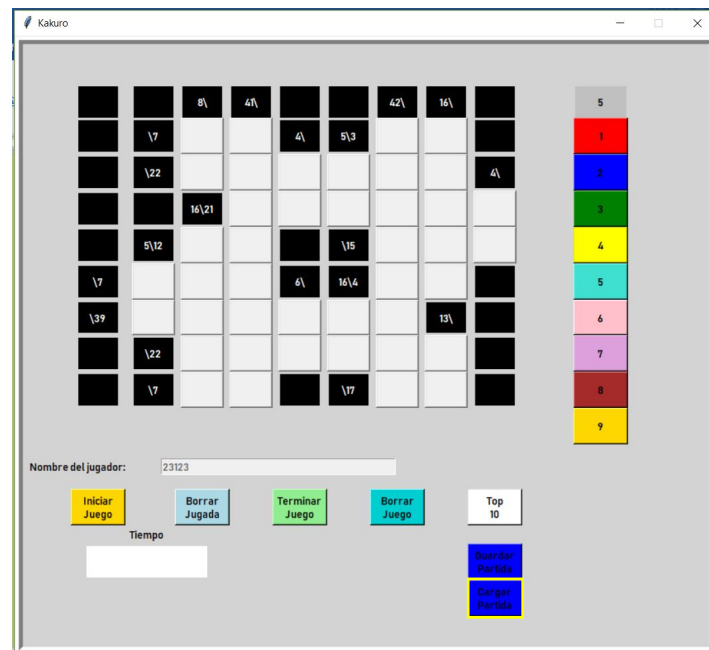 Kakuro
8\ 41\ 42\ 16\ 5
\7 4\ 5\3 1
\22 4\ 2
16\21 3
5\12 \15 4
\7 6\ 16\4 5
\39 13\ 6
\22 7
\7 \17 8
9
Nombre del jugador: 23123
Iniciar Borrar Terminar Borrar Top
Juego Jugada Juego Juego 10
Tiempo
Guardar
Partida
Cargar
Partida